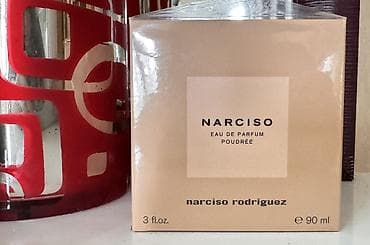 NARCISO
EAU DE PARFUM
POUDRÉE
narciso rodriguez
3 fl.oz. ℮ 90 ml